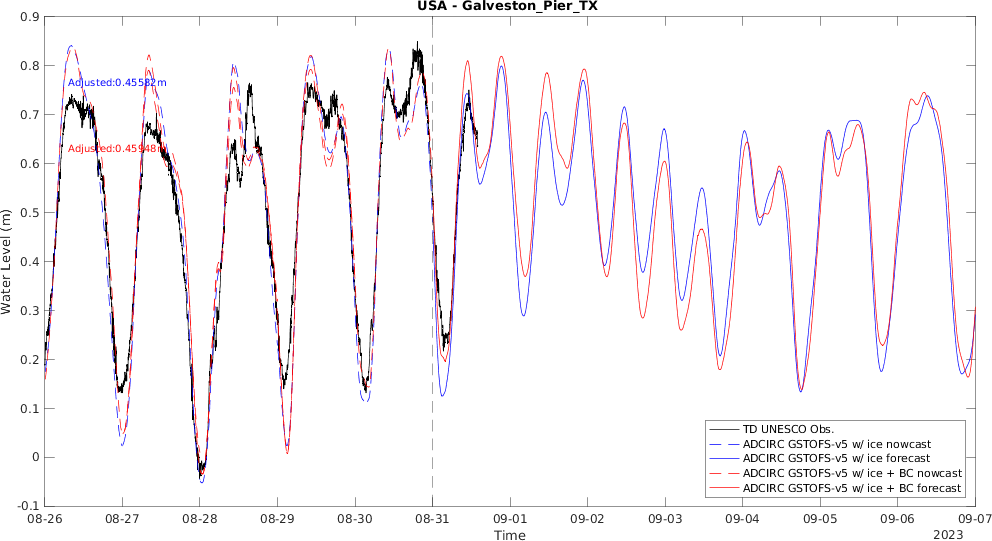 USA - Galveston_Pier_TX
0.9
0.8
0.7
0.6
0.5
0.4
0.3
0.2
0.1
0
-0.1
Water Level (m)
Adjusted:0.45582m
Adjusted:0.45948m
TD UNESCO Obs.
ADCIRC GSTOFS-v5 w/ ice nowcast
ADCIRC GSTOFS-v5 w/ ice forecast
ADCIRC GSTOFS-v5 w/ ice + BC nowcast
ADCIRC GSTOFS-v5 w/ ice + BC forecast
08-26 08-27 08-28 08-29 08-30 08-31 09-01 09-02 09-03 09-04 09-05 09-06 09-07
Time
2023